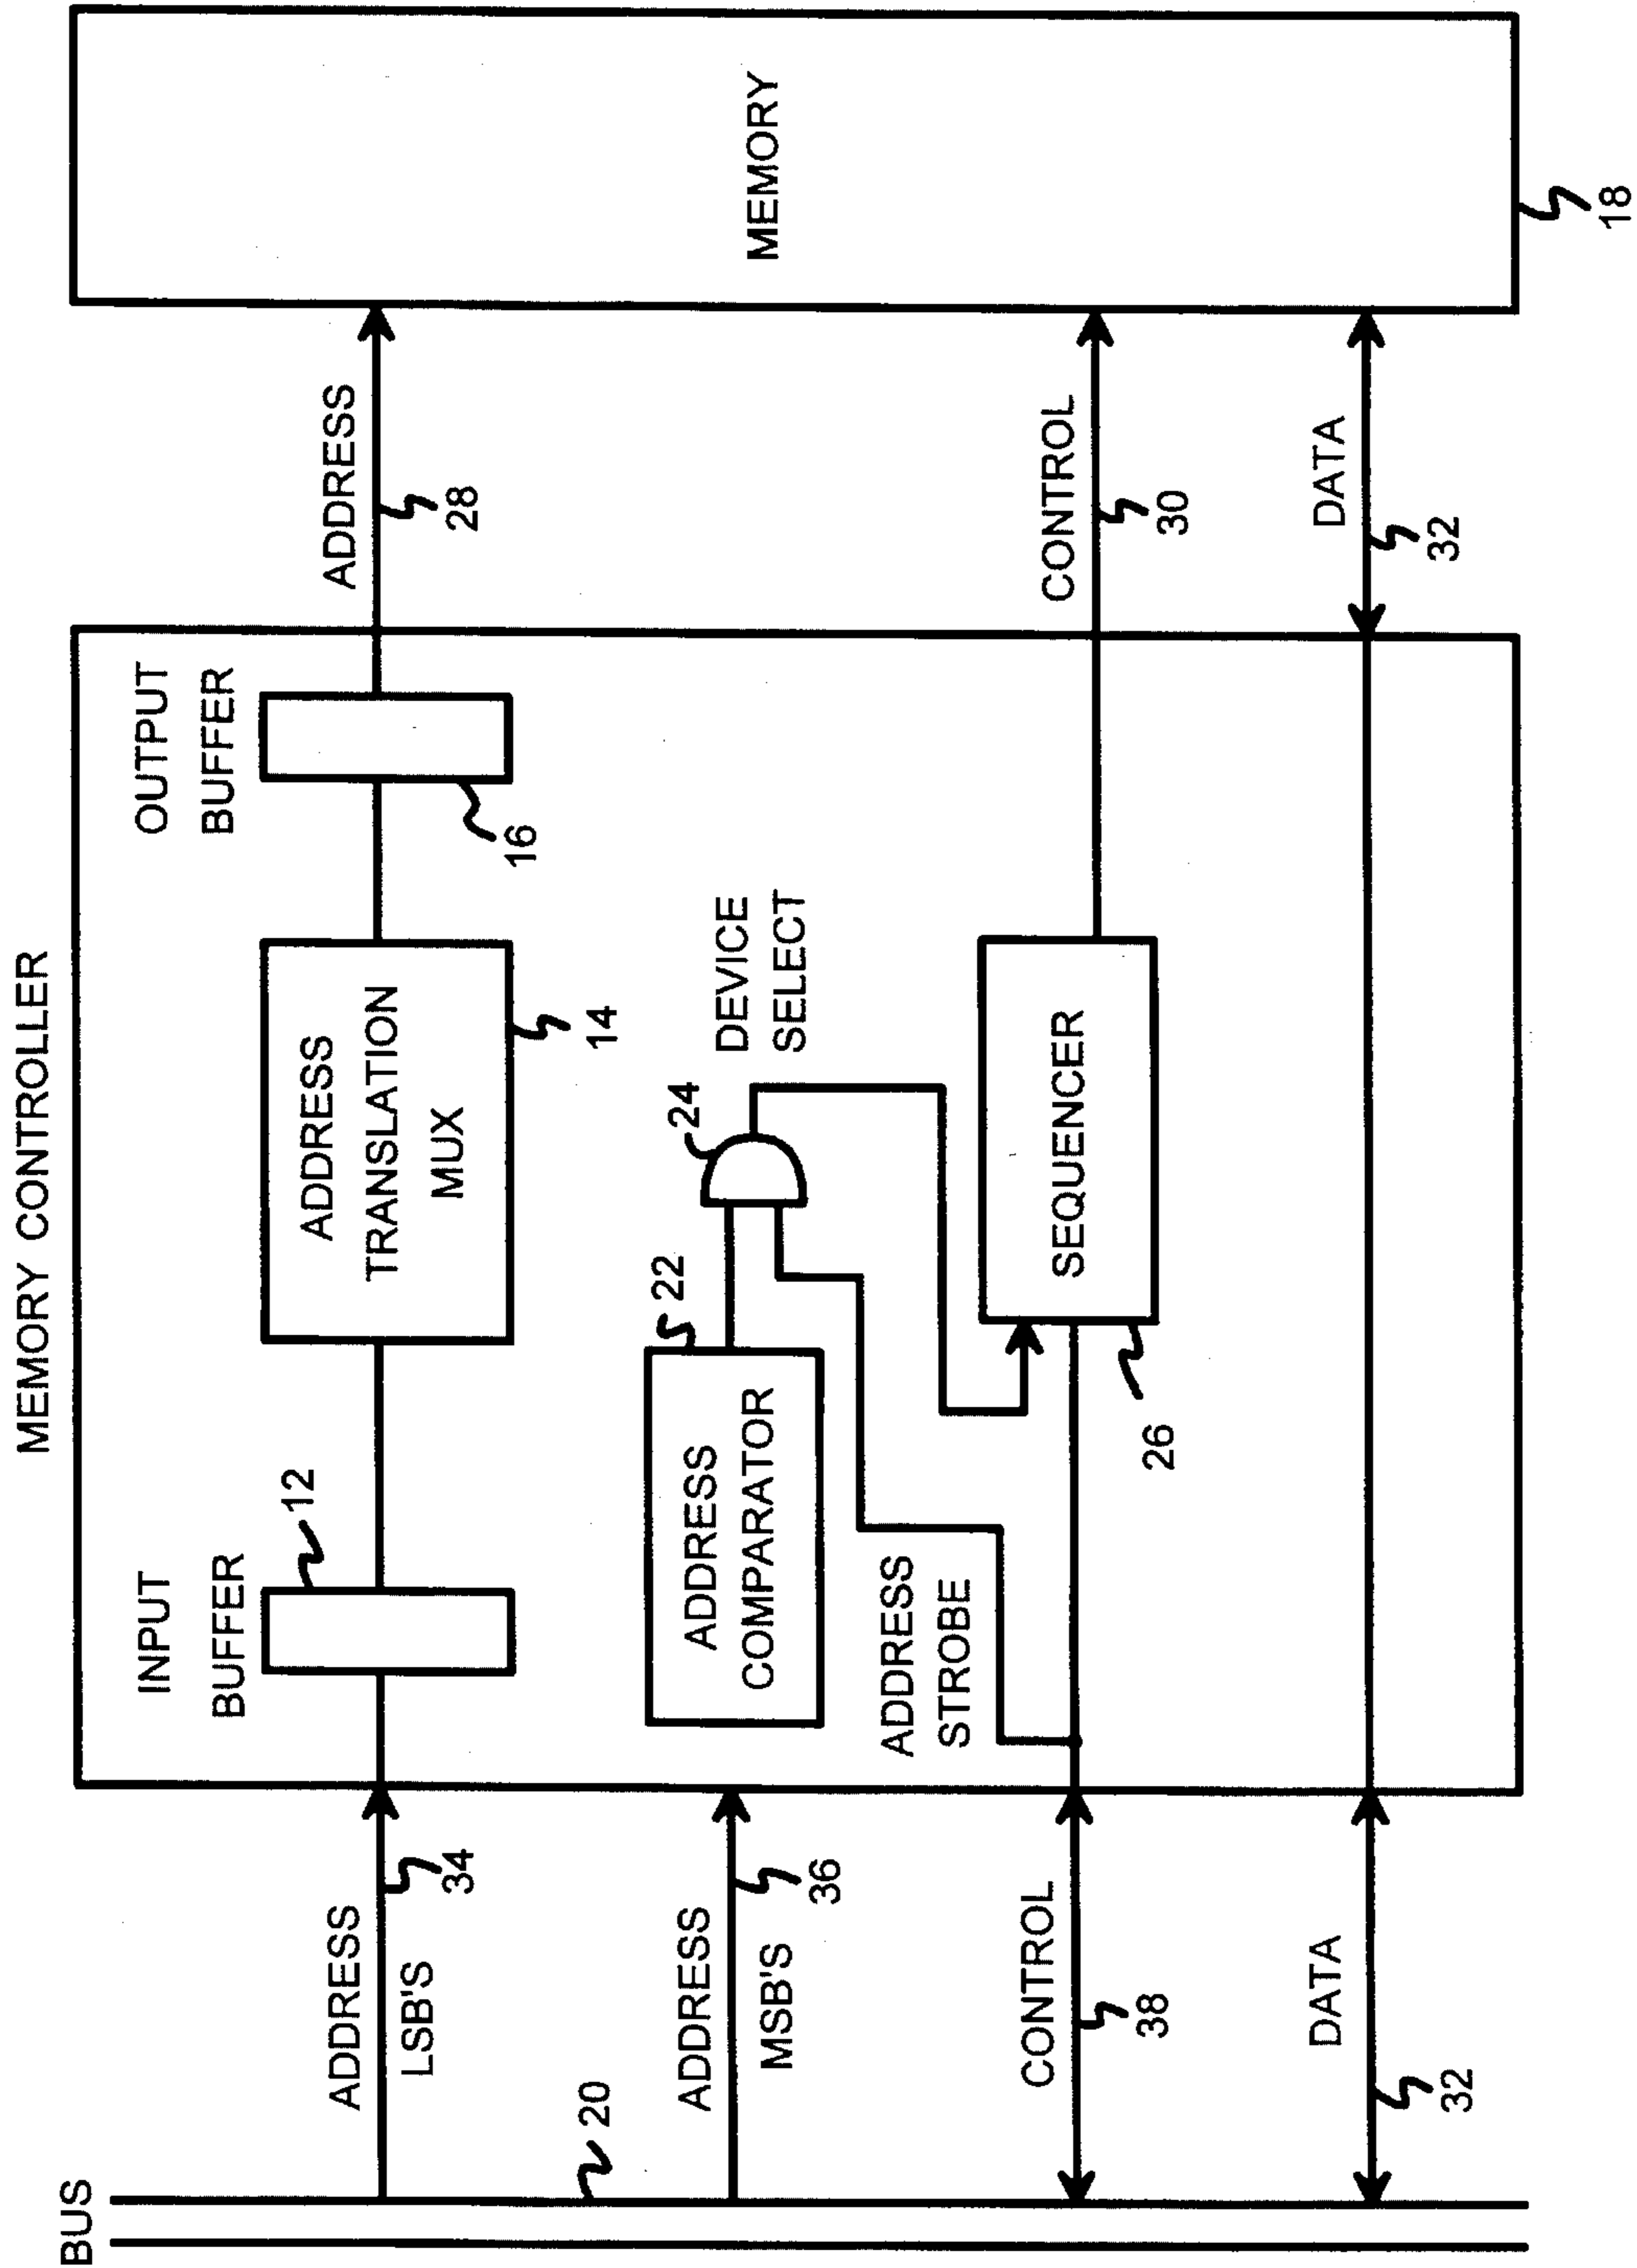 MEMORY CONTROLLER
BUS
20
ADDRESS
LSB'S
34
ADDRESS
MSB'S
36
CONTROL
38
DATA
32
INPUT
BUFFER
12
ADDRESS
TRANSLATION
MUX
14
OUTPUT
BUFFER
16
ADDRESS
COMPARATOR
22
24
DEVICE
SELECT
ADDRESS
STROBE
SEQUENCER
26
ADDRESS
28
CONTROL
30
DATA
32
MEMORY
18